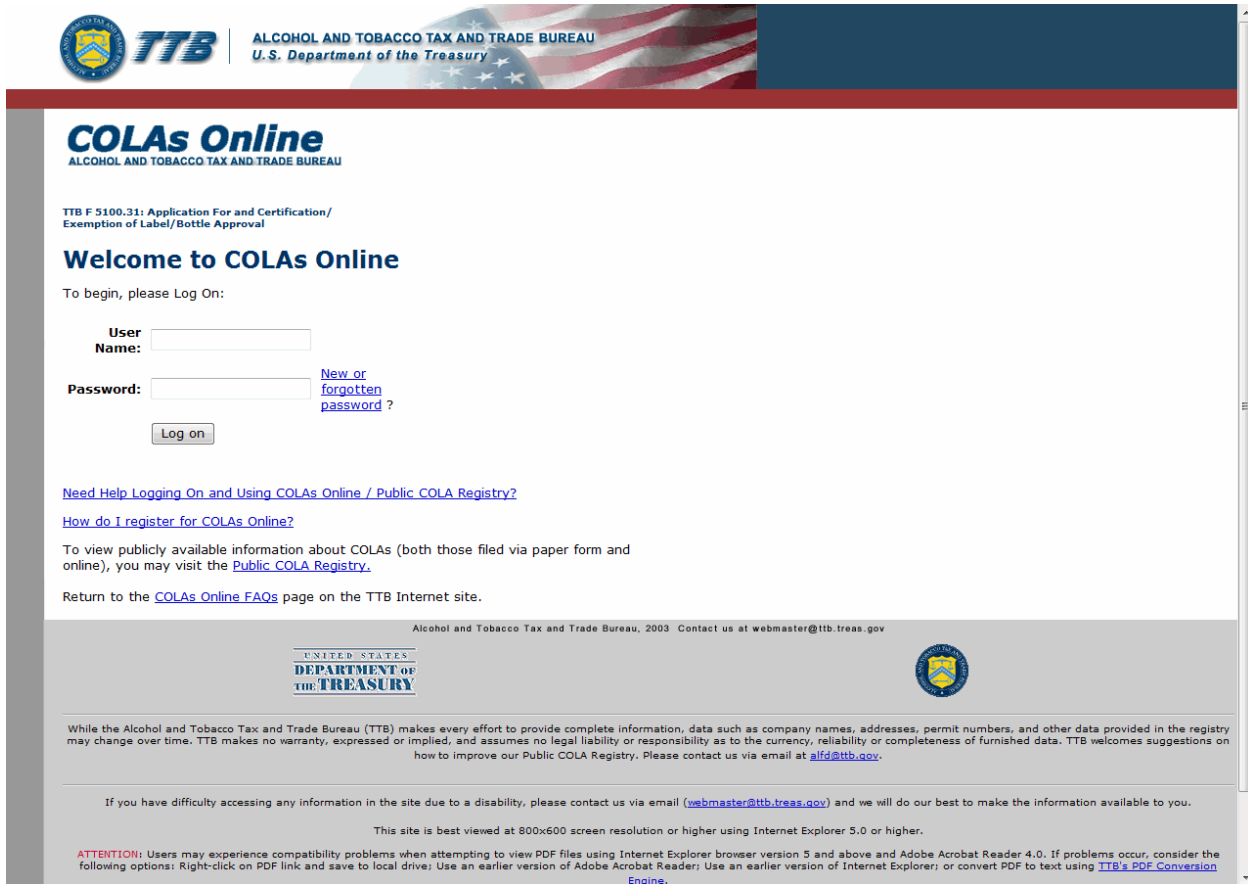 TTB
ALCOHOL AND TOBACCO TAX AND TRADE BUREAU
U.S. Department of the Treasury
COLAs Online
ALCOHOL AND TOBACCO TAX AND TRADE BUREAU
TTB F 5100.31: Application For and Certification/
Exemption of Label/Bottle Approval
Welcome to COLAs Online
To begin, please Log On:
User
Name:
Password:
New or
forgotten
password ?
Log on
Need Help Logging On and Using COLAs Online / Public COLA Registry?
How do I register for COLAs Online?
To view publicly available information about COLAs (both those filed via paper form and
online), you may visit the Public COLA Registry.
Return to the COLAs Online FAQs page on the TTB Internet site.
Alcohol and Tobacco Tax and Trade Bureau, 2003 Contact us at webmaster@ttb.treas.gov
UNITED STATES
DEPARTMENT OF
THE TREASURY
While the Alcohol and Tobacco Tax and Trade Bureau (TTB) makes every effort to provide complete information, data such as company names, addresses, permit numbers, and other data provided in the registry
may change over time. TTB makes no warranty, expressed or implied, and assumes no legal liability or responsibility as to the currency, reliability or completeness of furnished data. TTB welcomes suggestions on
how to improve our Public COLA Registry. Please contact us via email at alfd@ttb.gov.
If you have difficulty accessing any information in the site due to a disability, please contact us via email (webmaster@ttb.treas.gov) and we will do our best to make the information available to you.
This site is best viewed at 800x600 screen resolution or higher using Internet Explorer 5.0 or higher.
ATTENTION: Users may experience compatibility problems when attempting to view PDF files using Internet Explorer browser version 5 and above and Adobe Acrobat Reader 4.0. If problems occur, consider the
following options: Right-click on PDF link and save to local drive; Use an earlier version of Adobe Acrobat Reader; Use an earlier version of Internet Explorer; or convert PDF to text using TTB's PDF Conversion
Engine.